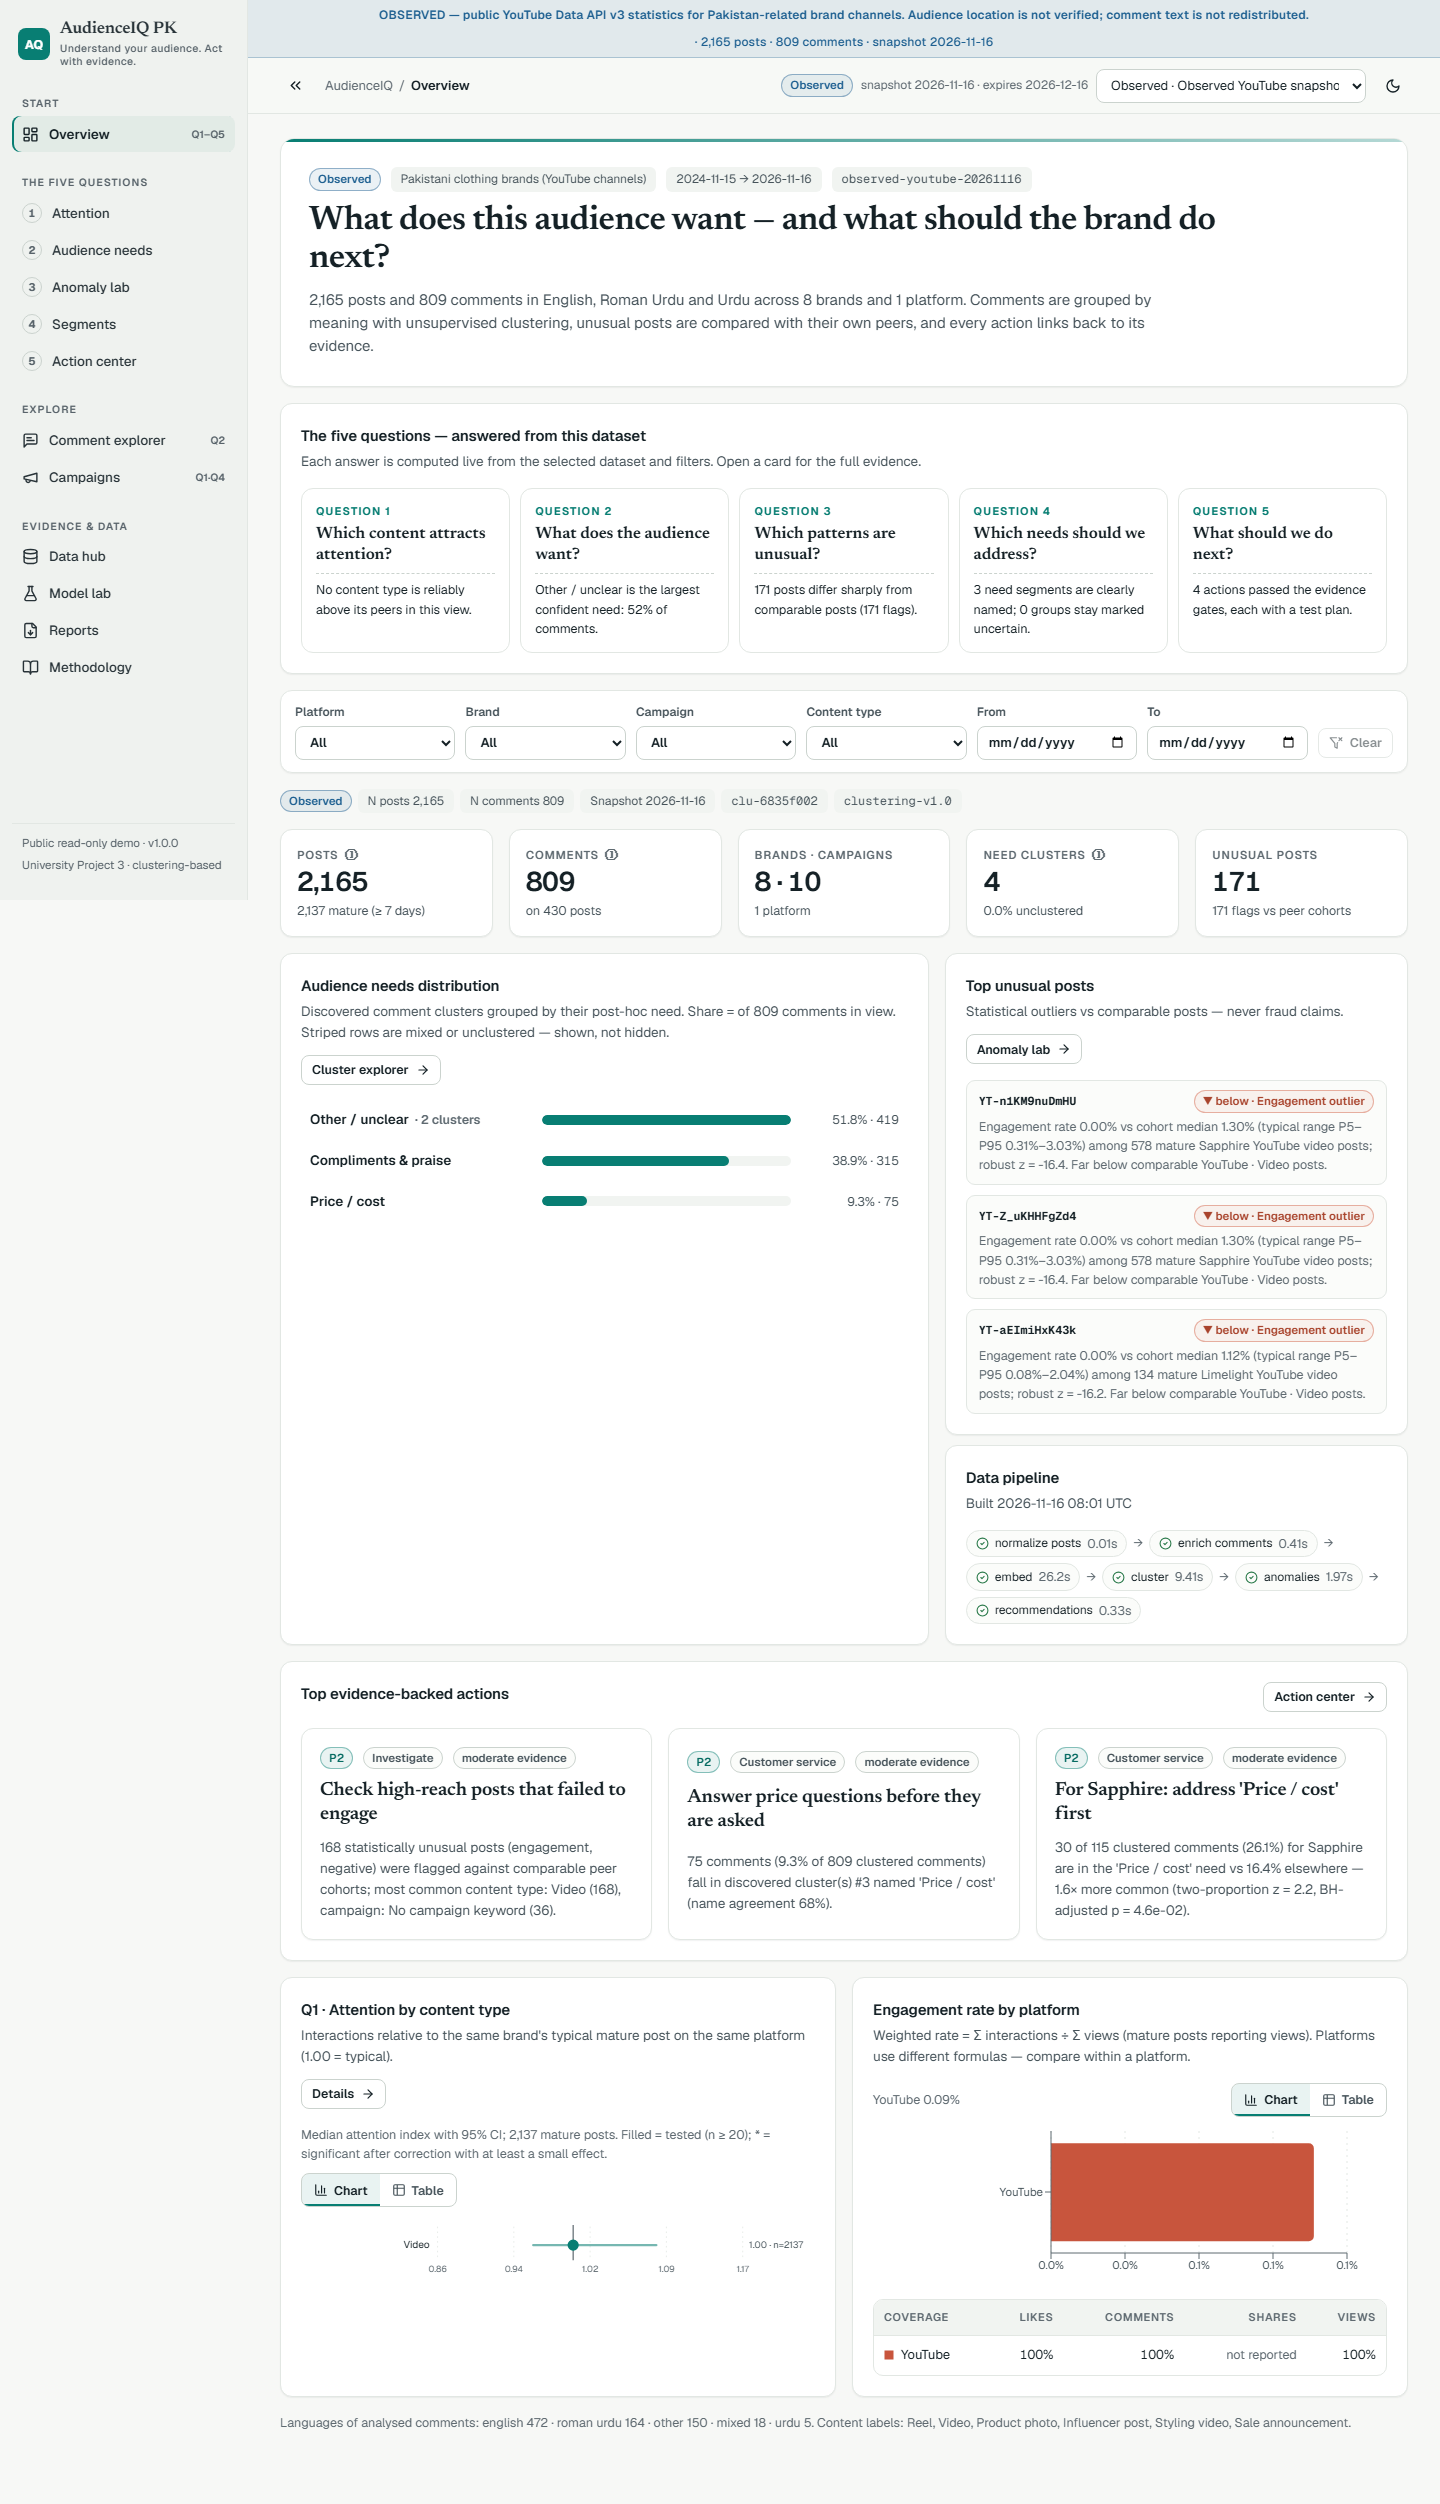 AQ
AudienceIQ PK
Understand your audience. Act
with evidence.
START
Overview Q1–Q5
THE FIVE QUESTIONS
1 Attention
2 Audience needs
3 Anomaly lab
4 Segments
5 Action center
EXPLORE
Comment explorer Q2
Campaigns Q1·Q4
EVIDENCE & DATA
Data hub
Model lab
Reports
Methodology
Public read-only demo · v1.0.0
University Project 3 · clustering-based
OBSERVED — public YouTube Data API v3 statistics for Pakistan-related brand channels. Audience location is not verified; comment text is not redistributed.
· 2,165 posts · 809 comments · snapshot 2026-11-16
AudienceIQ / Overview
Observed snapshot 2026-11-16 · expires 2026-12-16 Observed · Observed YouTube snapshc
Observed Pakistani clothing brands (YouTube channels) 2024-11-15 → 2026-11-16 observed-youtube-20261116
What does this audience want — and what should the brand do
next?
2,165 posts and 809 comments in English, Roman Urdu and Urdu across 8 brands and 1 platform. Comments are grouped by
meaning with unsupervised clustering, unusual posts are compared with their own peers, and every action links back to its
evidence.
The five questions — answered from this dataset
Each answer is computed live from the selected dataset and filters. Open a card for the full evidence.
QUESTION 1
Which content attracts
attention?
No content type is reliably
above its peers in this view.
QUESTION 2
What does the audience
want?
Other / unclear is the largest
confident need: 52% of
comments.
QUESTION 3
Which patterns are
unusual?
171 posts differ sharply from
comparable posts (171 flags).
QUESTION 4
Which needs should we
address?
3 need segments are clearly
named; 0 groups stay marked
uncertain.
QUESTION 5
What should we do
next?
4 actions passed the evidence
gates, each with a test plan.
Platform Brand Campaign Content type From To
All All All All mm/dd/yyyy mm/dd/yyyy Clear
Observed N posts 2,165 N comments 809 Snapshot 2026-11-16 clu-6835f002 clustering-v1.0
POSTS
2,165
2,137 mature (≥ 7 days)
COMMENTS
809
on 430 posts
BRANDS · CAMPAIGNS
8 · 10
1 platform
NEED CLUSTERS
4
0.0% unclustered
UNUSUAL POSTS
171
171 flags vs peer cohorts
Audience needs distribution
Discovered comment clusters grouped by their post-hoc need. Share = of 809 comments in view.
Striped rows are mixed or unclustered — shown, not hidden.
Cluster explorer →
Other / unclear · 2 clusters 51.8% · 419
Compliments & praise 38.9% · 315
Price / cost 9.3% · 75
Top unusual posts
Statistical outliers vs comparable posts — never fraud claims.
Anomaly lab →
YT-n1KM9nuDmHU ▼ below · Engagement outlier
Engagement rate 0.00% vs cohort median 1.30% (typical range P5–
P95 0.31%–3.03%) among 578 mature Sapphire YouTube video posts;
robust z = -16.4. Far below comparable YouTube · Video posts.
YT-Z_uKHHFgZd4 ▼ below · Engagement outlier
Engagement rate 0.00% vs cohort median 1.30% (typical range P5–
P95 0.31%–3.03%) among 578 mature Sapphire YouTube video posts;
robust z = -16.4. Far below comparable YouTube · Video posts.
YT-aEImiHxK43k ▼ below · Engagement outlier
Engagement rate 0.00% vs cohort median 1.12% (typical range P5–
P95 0.08%–2.04%) among 134 mature Limelight YouTube video
posts; robust z = -16.2. Far below comparable YouTube · Video posts.
Data pipeline
Built 2026-11-16 08:01 UTC
normalize posts 0.01s → enrich comments 0.41s →
embed 26.2s → cluster 9.41s → anomalies 1.97s →
recommendations 0.33s
Top evidence-backed actions
Action center →
P2 Investigate moderate evidence
Check high-reach posts that failed to
engage
168 statistically unusual posts (engagement,
negative) were flagged against comparable peer
cohorts; most common content type: Video (168),
campaign: No campaign keyword (36).
P2 Customer service moderate evidence
Answer price questions before they
are asked
75 comments (9.3% of 809 clustered comments)
fall in discovered cluster(s) #3 named 'Price / cost'
(name agreement 68%).
P2 Customer service moderate evidence
For Sapphire: address 'Price / cost'
first
30 of 115 clustered comments (26.1%) for Sapphire
are in the 'Price / cost' need vs 16.4% elsewhere —
1.6× more common (two-proportion z = 2.2, BH-
adjusted p = 4.6e-02).
Q1 · Attention by content type
Interactions relative to the same brand's typical mature post on the same platform
(1.00 = typical).
Details →
Median attention index with 95% CI; 2,137 mature posts. Filled = tested (n ≥ 20); * =
significant after correction with at least a small effect.
Chart Table
Video 1.00 · n=2137
0.86 0.94 1.02 1.09 1.17
Engagement rate by platform
Weighted rate = Σ interactions ÷ Σ views (mature posts reporting views). Platforms
use different formulas — compare within a platform.
YouTube 0.09% Chart Table
YouTube
0.0% 0.0% 0.1% 0.1% 0.1%
COVERAGE LIKES COMMENTS SHARES VIEWS
YouTube 100% 100% not reported 100%
Languages of analysed comments: english 472 · roman urdu 164 · other 150 · mixed 18 · urdu 5. Content labels: Reel, Video, Product photo, Influencer post, Styling video, Sale announcement.